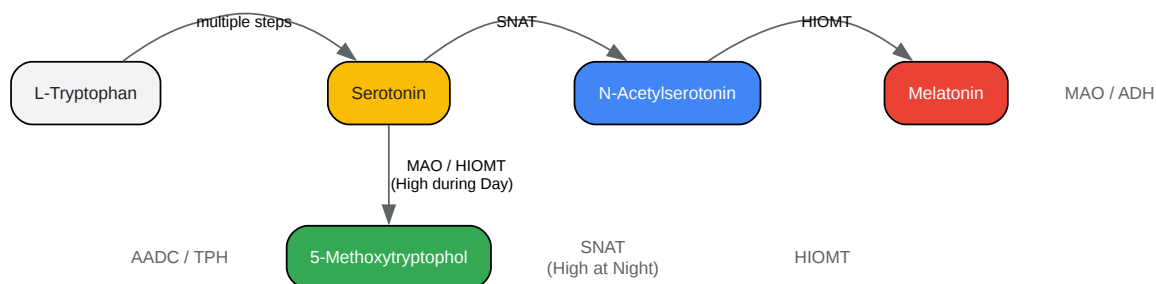 multiple steps
SNAT
HIOMT
L-Tryptophan
Serotonin
N-Acetylserotonin
Melatonin
MAO / ADH
MAO / HIOMT
(High during Day)
AADC / TPH
5-Methoxytryptophol
SNAT
(High at Night)
HIOMT